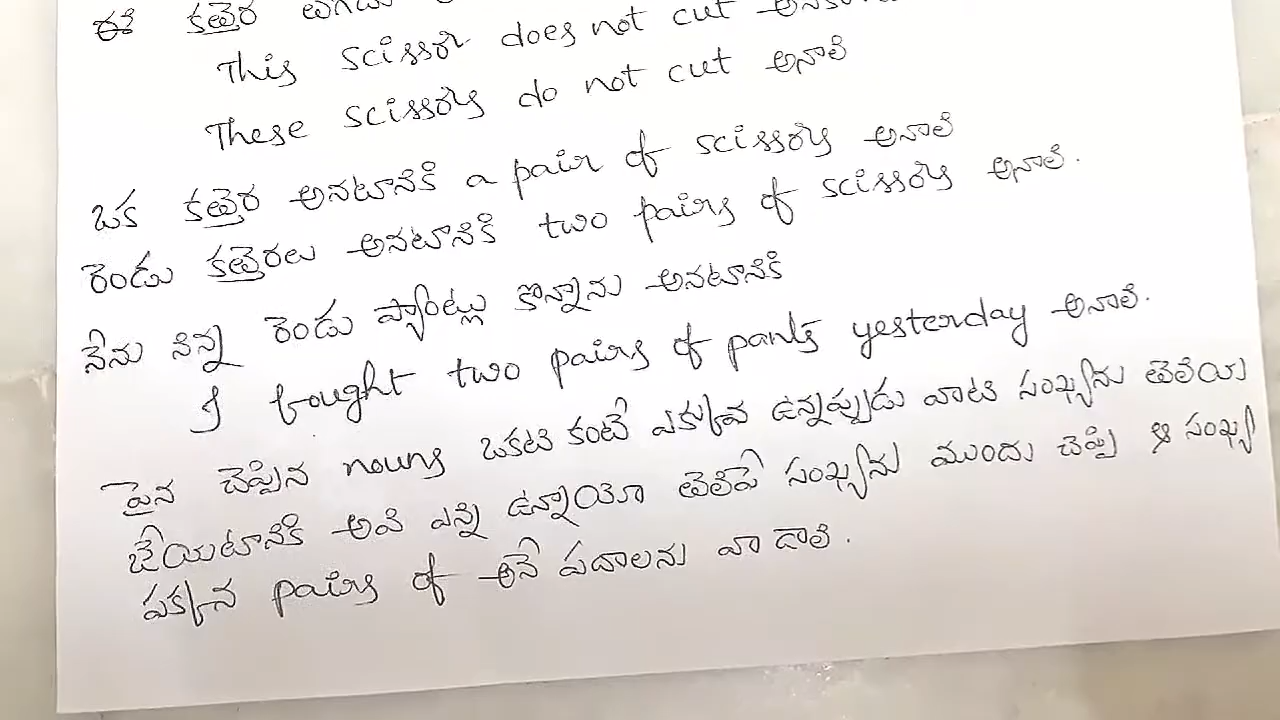 ఈ కత్తెర
This scissor does not cut
These scissors do not cut అనాలి
ఒక కత్తెర అనటానికి a pair of scissors అనాలి
రెండు కత్తెరలు అనటానికి two pairs of scissors అనాలి.
నేను నిన్న రెండు ప్యాంట్లు కొన్నాను అనటానికి
I bought two pairs of pants yesterday అనాలి.
పైన చెప్పిన nouns ఒకటి కంటే ఎక్కువ ఉన్నప్పుడు వాటి సంఖ్యను తెలియ
జేయుటానికి అవి ఎన్ని ఉన్నాయో తెలిపే సంఖ్యను ముందు చెప్పి ఆ సంఖ్య
పక్కన pairs of అనే పదాలను వాడాలి.